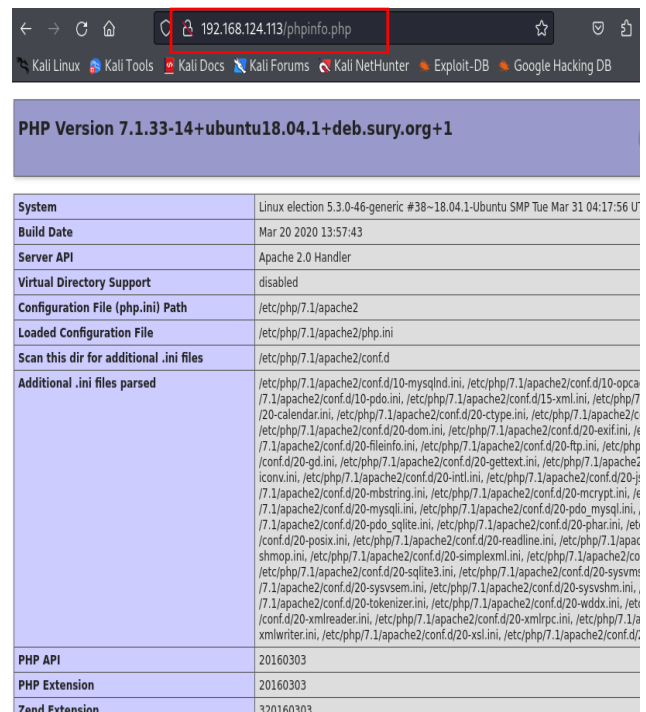 192.168.124.113/phpinfo.php
Kali Linux Kali Tools Kali Docs Kali Forums Kali NetHunter Exploit-DB Google Hacking DB
PHP Version 7.1.33-14+ubuntu18.04.1+deb.sury.org+1
System Linux election 5.3.0-46-generic #38~18.04.1-Ubuntu SMP Tue Mar 31 04:17:56 U
Build Date Mar 20 2020 13:57:43
Server API Apache 2.0 Handler
Virtual Directory Support disabled
Configuration File (php.ini) Path /etc/php/7.1/apache2
Loaded Configuration File /etc/php/7.1/apache2/php.ini
Scan this dir for additional .ini files /etc/php/7.1/apache2/conf.d
Additional .ini files parsed /etc/php/7.1/apache2/conf.d/10-mysqlnd.ini, /etc/php/7.1/apache2/conf.d/10-opca
/7.1/apache2/conf.d/10-pdo.ini, /etc/php/7.1/apache2/conf.d/15-xml.ini, /etc/php/7
/20-calendar.ini, /etc/php/7.1/apache2/conf.d/20-ctype.ini, /etc/php/7.1/apache2/c
/etc/php/7.1/apache2/conf.d/20-dom.ini, /etc/php/7.1/apache2/conf.d/20-exif.ini, /e
/7.1/apache2/conf.d/20-fileinfo.ini, /etc/php/7.1/apache2/conf.d/20-ftp.ini, /etc/php
/conf.d/20-gd.ini, /etc/php/7.1/apache2/conf.d/20-gettext.ini, /etc/php/7.1/apache2
iconv.ini, /etc/php/7.1/apache2/conf.d/20-intl.ini, /etc/php/7.1/apache2/conf.d/20-js
/7.1/apache2/conf.d/20-mbstring.ini, /etc/php/7.1/apache2/conf.d/20-mcrypt.ini, /e
/7.1/apache2/conf.d/20-mysqli.ini, /etc/php/7.1/apache2/conf.d/20-pdo_mysql.ini, /
/7.1/apache2/conf.d/20-pdo_sqlite.ini, /etc/php/7.1/apache2/conf.d/20-phar.ini, /etc
/conf.d/20-posix.ini, /etc/php/7.1/apache2/conf.d/20-readline.ini, /etc/php/7.1/apac
shmop.ini, /etc/php/7.1/apache2/conf.d/20-simplexml.ini, /etc/php/7.1/apache2/co
/etc/php/7.1/apache2/conf.d/20-sqlite3.ini, /etc/php/7.1/apache2/conf.d/20-sysvms
/7.1/apache2/conf.d/20-sysvsem.ini, /etc/php/7.1/apache2/conf.d/20-sysvshm.ini, /
/7.1/apache2/conf.d/20-tokenizer.ini, /etc/php/7.1/apache2/conf.d/20-wddx.ini, /etc
/conf.d/20-xmlreader.ini, /etc/php/7.1/apache2/conf.d/20-xmlrpc.ini, /etc/php/7.1/a
xmlwriter.ini, /etc/php/7.1/apache2/conf.d/20-xsl.ini, /etc/php/7.1/apache2/conf.d/2
PHP API 20160303
PHP Extension 20160303
Zend Extension 320160303